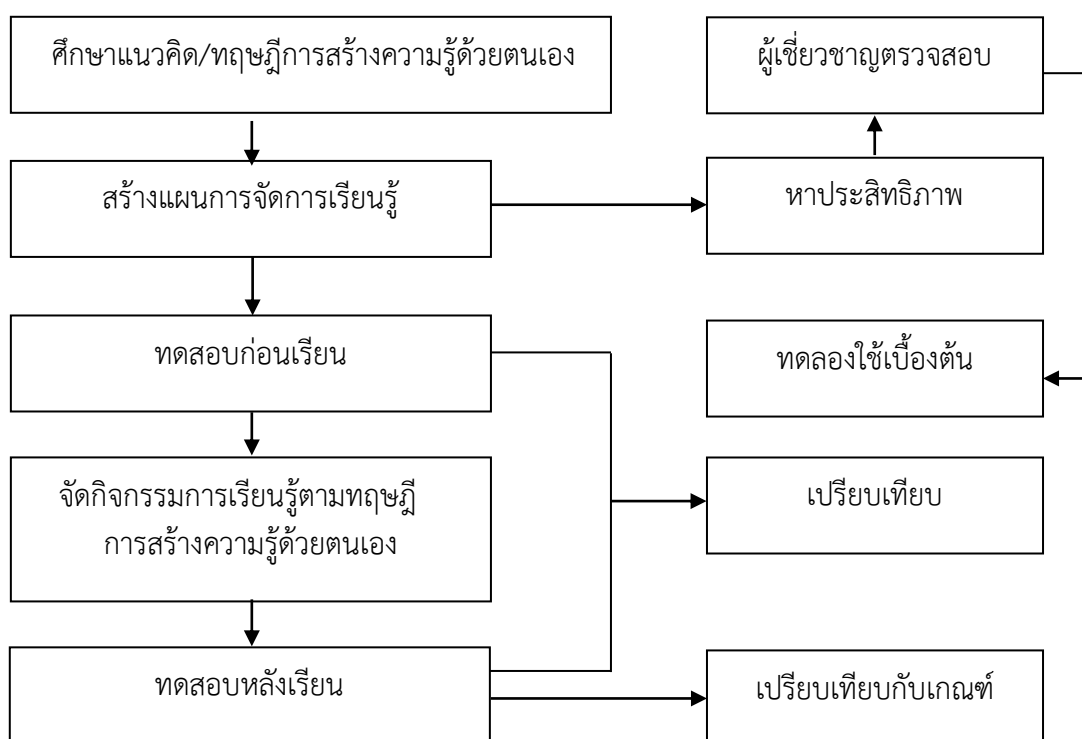 ศึกษาแนวคิด/ทฤษฎีการสร้างความรู้ด้วยตนเอง
ผู้เชี่ยวชาญตรวจสอบ
สร้างแผนการจัดการเรียนรู้
หาประสิทธิภาพ
ทดสอบก่อนเรียน
ทดลองใช้เบื้องต้น
จัดกิจกรรมการเรียนรู้ตามทฤษฎี
การสร้างความรู้ด้วยตนเอง
เปรียบเทียบ
ทดสอบหลังเรียน
เปรียบเทียบกับเกณฑ์